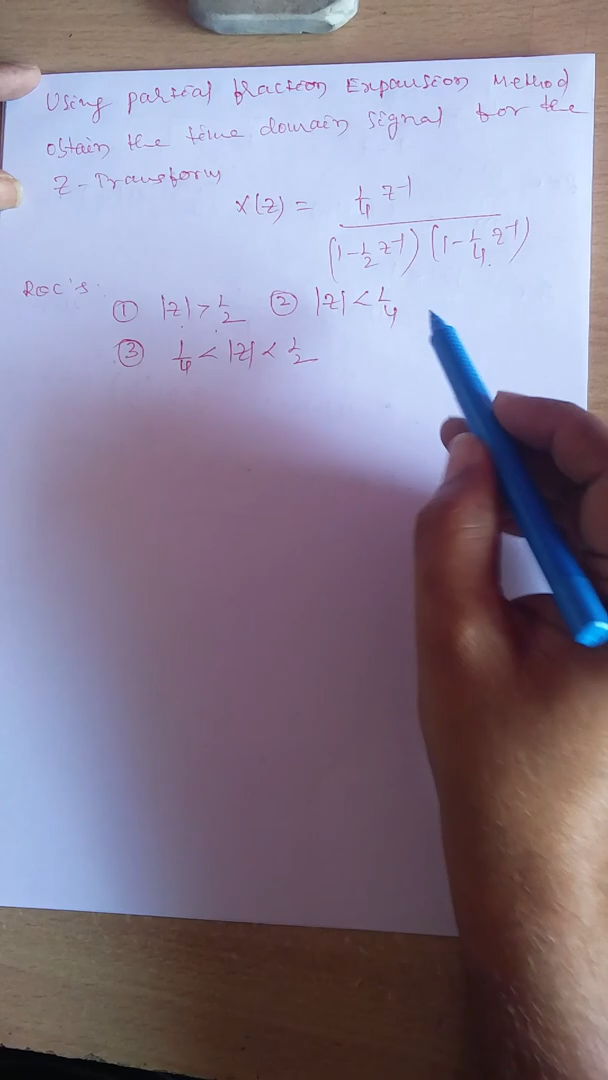 Using partial fraction Expansion Method
obtain the time domain signal for the
Z-Transform
X(z) = 1/4 z^-1 / (1-1/2 z^-1) (1-1/4 z^-1)
ROC's:
① |z| > 1/2 ② |z| < 1/4
③ 1/4 < |z| < 1/2